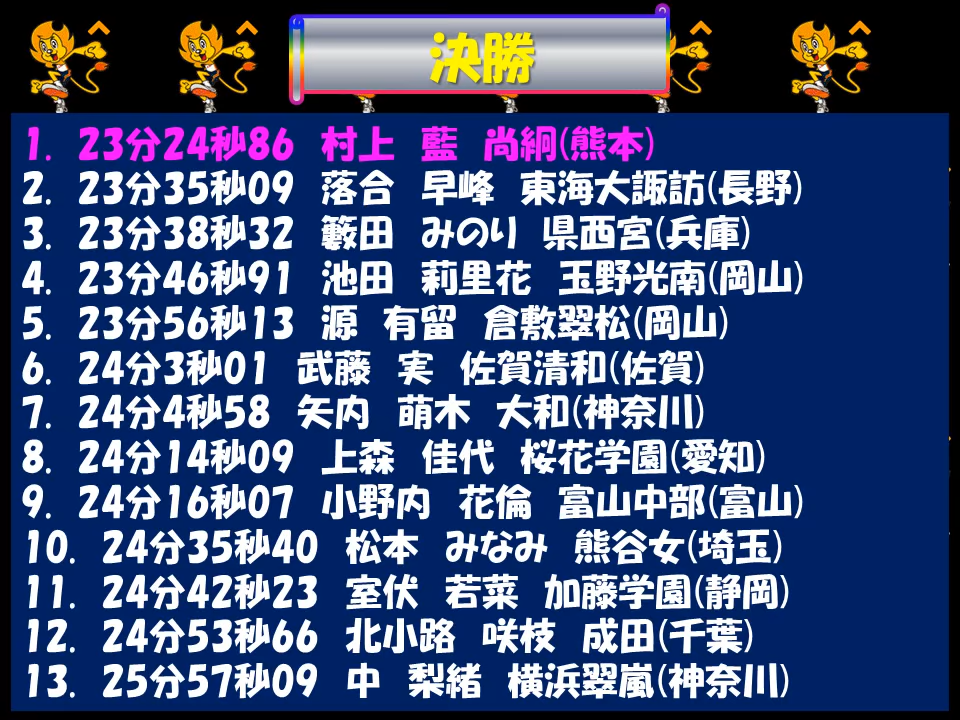 決勝
1. 23分24秒86　村上　藍　尚絅(熊本)
2. 23分35秒09　落合　早峰　東海大諏訪(長野)
3. 23分38秒32　籔田　みのり　県西宮(兵庫)
4. 23分46秒91　池田　莉里花　玉野光南(岡山)
5. 23分56秒13　源　有留　倉敷翠松(岡山)
6. 24分3秒01　武藤　実　佐賀清和(佐賀)
7. 24分4秒58　矢内　萌木　大和(神奈川)
8. 24分14秒09　上森　佳代　桜花学園(愛知)
9. 24分16秒07　小野内　花倫　富山中部(富山)
10. 24分35秒40　松本　みなみ　熊谷女(埼玉)
11. 24分42秒23　室伏　若菜　加藤学園(静岡)
12. 24分53秒66　北小路　咲枝　成田(千葉)
13. 25分57秒09　中　梨緒　横浜翠嵐(神奈川)